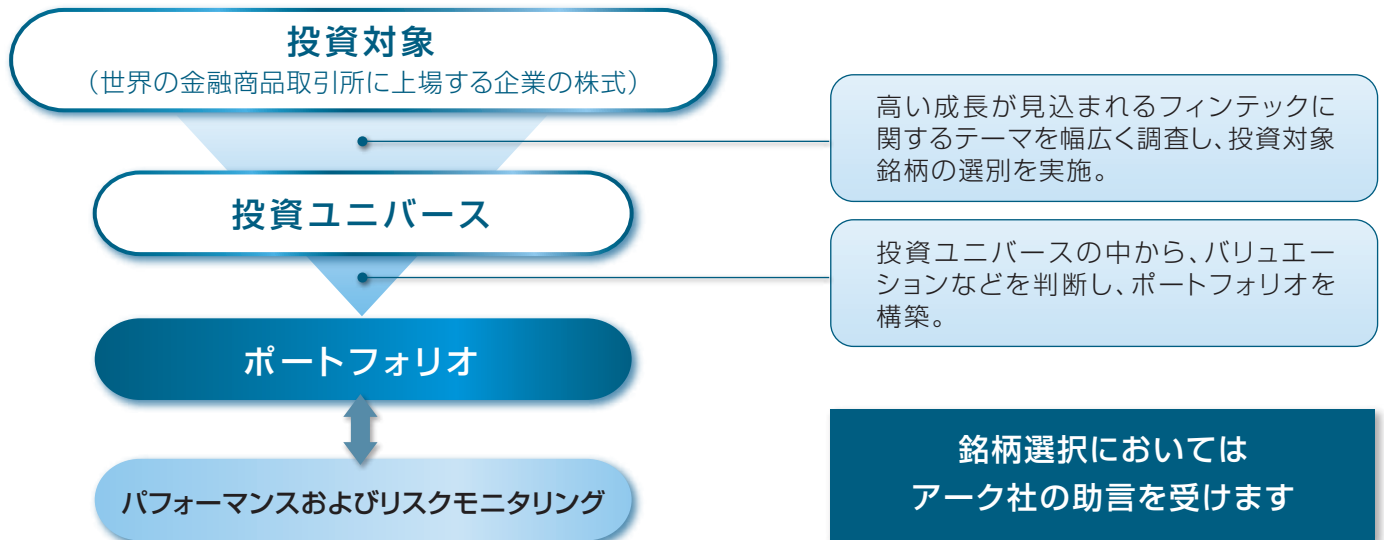 投資対象
（世界の金融商品取引所に上場する企業の株式）
高い成長が見込まれるフィンテックに
関するテーマを幅広く調査し、投資対象
銘柄の選別を実施。
投資ユニバース
投資ユニバースの中から、バリュエー
ションなどを判断し、ポートフォリオを
構築。
ポートフォリオ
パフォーマンスおよびリスクモニタリング
銘柄選択においては
アーク社の助言を受けます